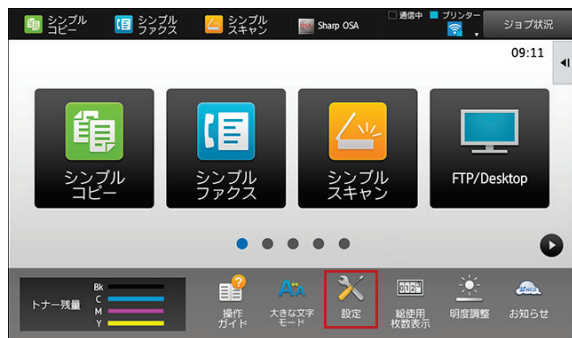 シンプル
コピー
シンプル
ファクス
シンプル
スキャン
Sharp OSA
通信中
プリンター
ジョブ状況
09:11
シンプル
コピー
シンプル
ファクス
シンプル
スキャン
FTP/Desktop
トナー残量
Bk
C
M
Y
操作
ガイド
大きな文字
モード
設定
総使用
枚数表示
明度調整
お知らせ